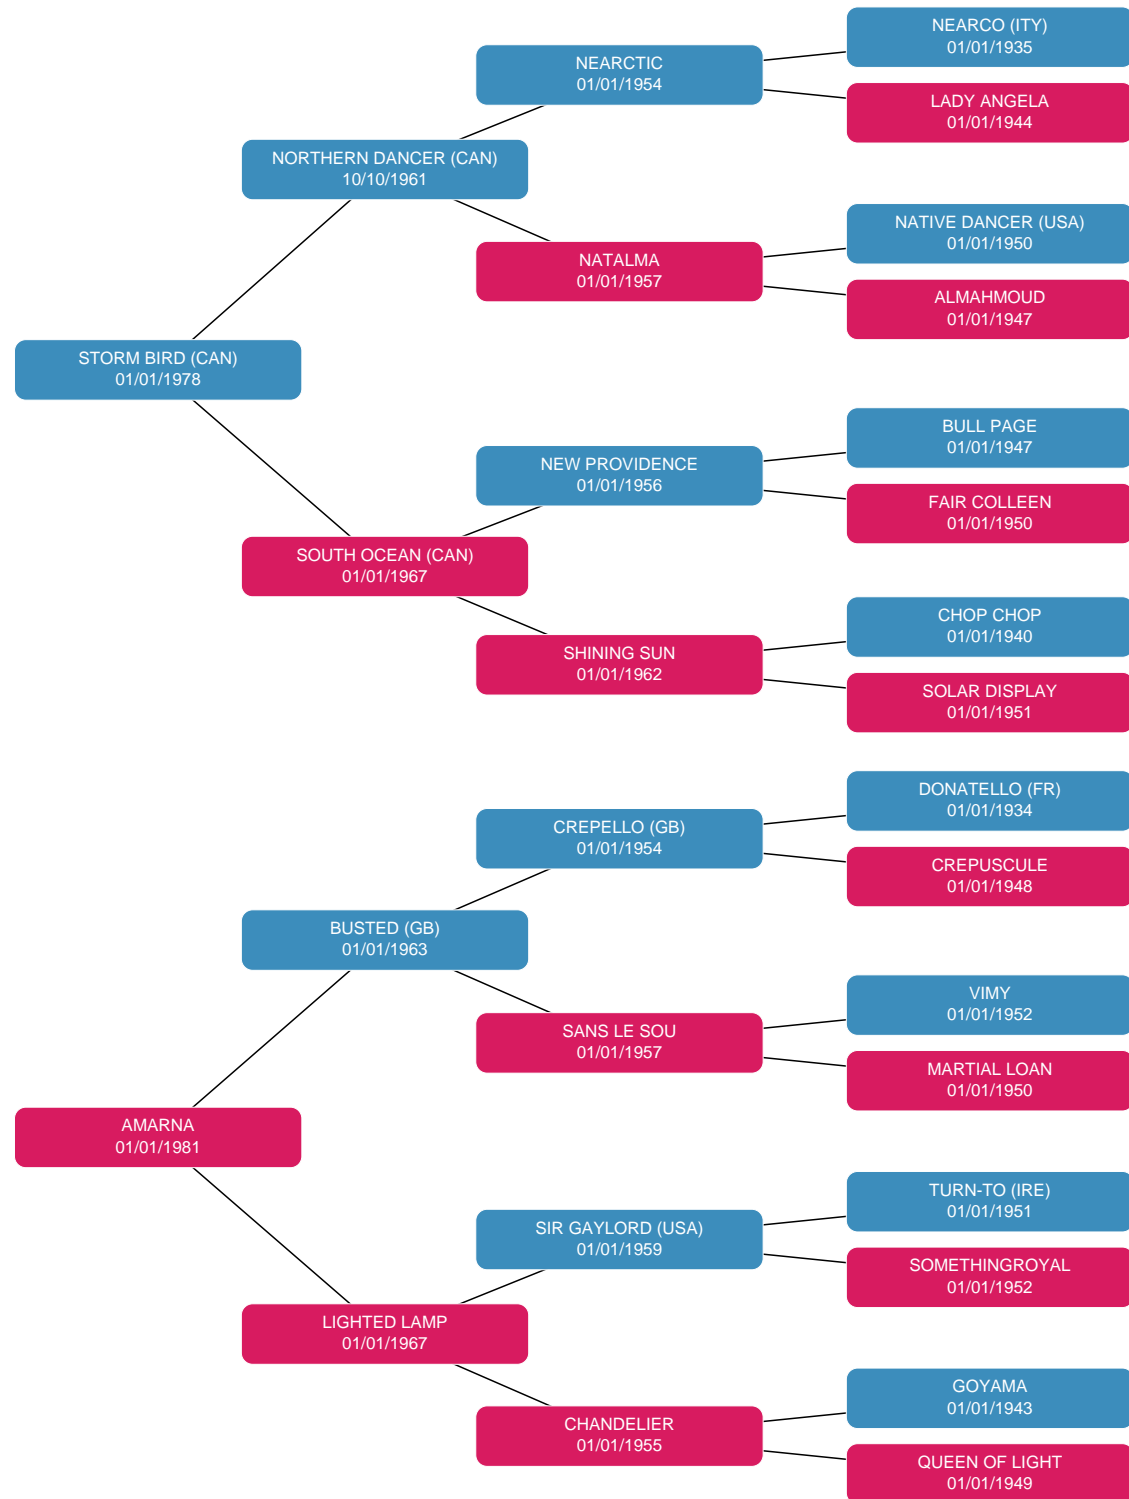 NEARCO (ITY)
01/01/1935
NEARCTIC
01/01/1954
LADY ANGELA
01/01/1944
NORTHERN DANCER (CAN)
10/10/1961
NATIVE DANCER (USA)
01/01/1950
NATALMA
01/01/1957
ALMAHMOUD
01/01/1947
STORM BIRD (CAN)
01/01/1978
BULL PAGE
01/01/1947
NEW PROVIDENCE
01/01/1956
FAIR COLLEEN
01/01/1950
SOUTH OCEAN (CAN)
01/01/1967
CHOP CHOP
01/01/1940
SHINING SUN
01/01/1962
SOLAR DISPLAY
01/01/1951
DONATELLO (FR)
01/01/1934
CREPELLO (GB)
01/01/1954
CREPUSCULE
01/01/1948
BUSTED (GB)
01/01/1963
VIMY
01/01/1952
SANS LE SOU
01/01/1957
MARTIAL LOAN
01/01/1950
AMARNA
01/01/1981
TURN-TO (IRE)
01/01/1951
SIR GAYLORD (USA)
01/01/1959
SOMETHINGROYAL
01/01/1952
LIGHTED LAMP
01/01/1967
GOYAMA
01/01/1943
CHANDELIER
01/01/1955
QUEEN OF LIGHT
01/01/1949